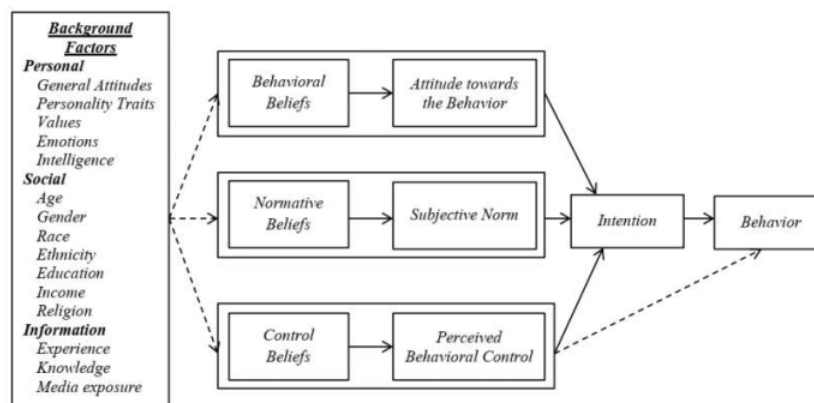 Background
Factors
Personal
General Attitudes
Personality Traits
Values
Emotions
Intelligence
Social
Age
Gender
Race
Ethnicity
Education
Income
Religion
Information
Experience
Knowledge
Media exposure
Behavioral
Beliefs
Attitude towards
the Behavior
Normative
Beliefs
Subjective Norm
Control
Beliefs
Perceived
Behavioral Control
Intention
Behavior